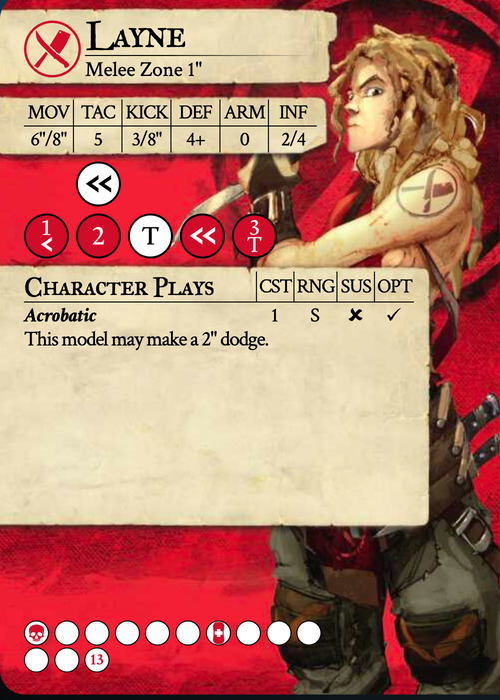 Layne
Melee Zone 1"
MOV TAC KICK DEF ARM INF
6"/8" 5 3/8" 4+ 0 2/4
<<
1 < 2 T << 3 T
Character Plays CST RNG SUS OPT
Acrobatic 1 S ✘ ✓
This model may make a 2" dodge.
13